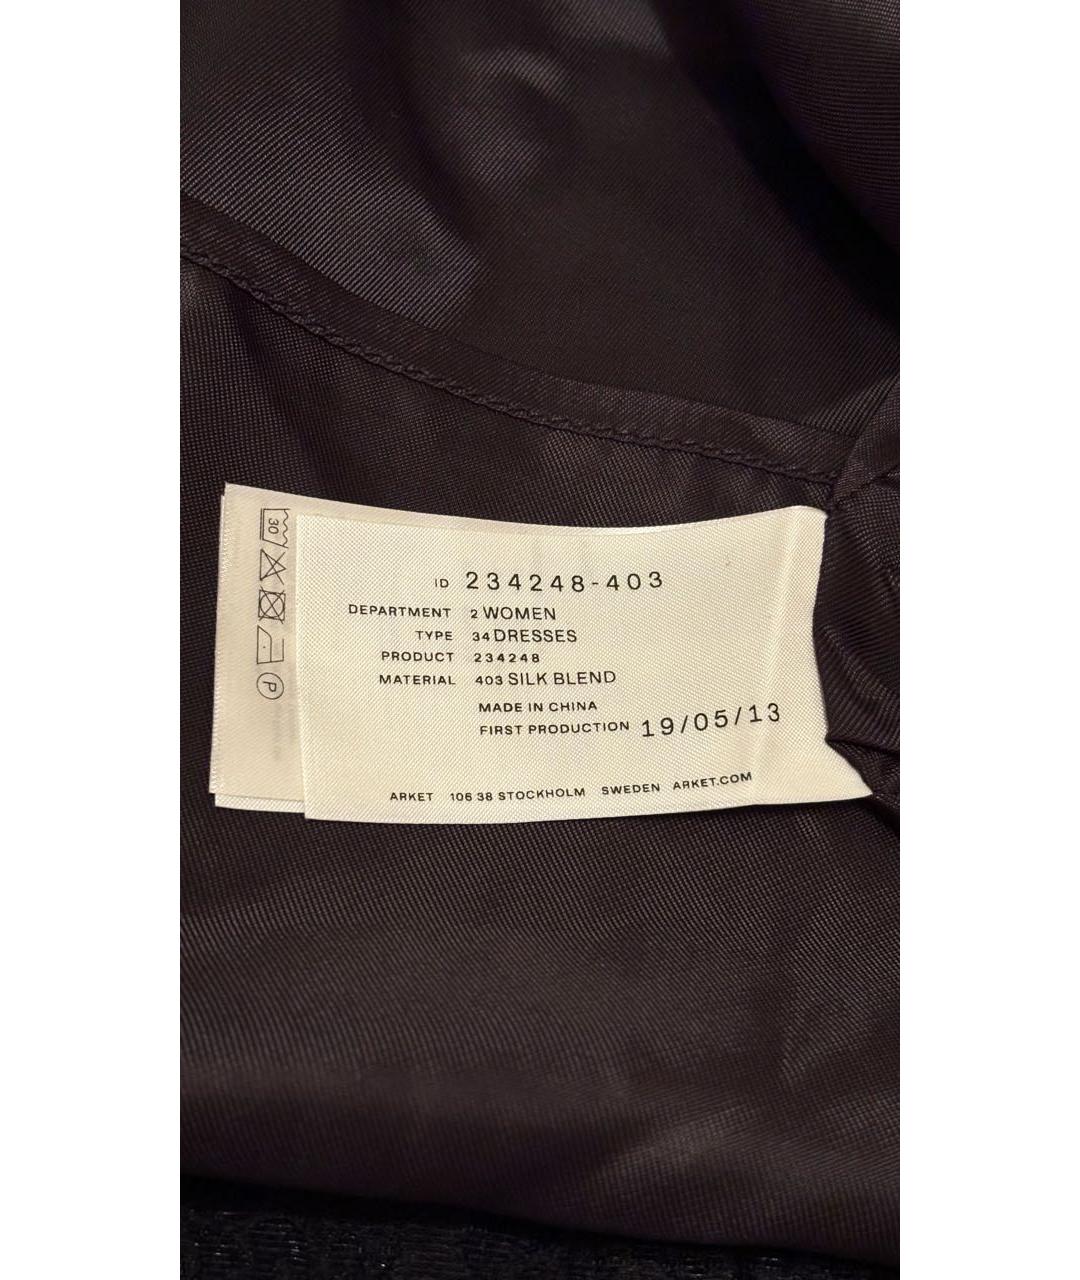 ID 234248-403
DEPARTMENT 2 WOMEN
TYPE 34 DRESSES
PRODUCT 234248
MATERIAL 403 SILK BLEND
MADE IN CHINA
FIRST PRODUCTION 19/05/13
ARKET 106 38 STOCKHOLM SWEDEN ARKET.COM
30
P